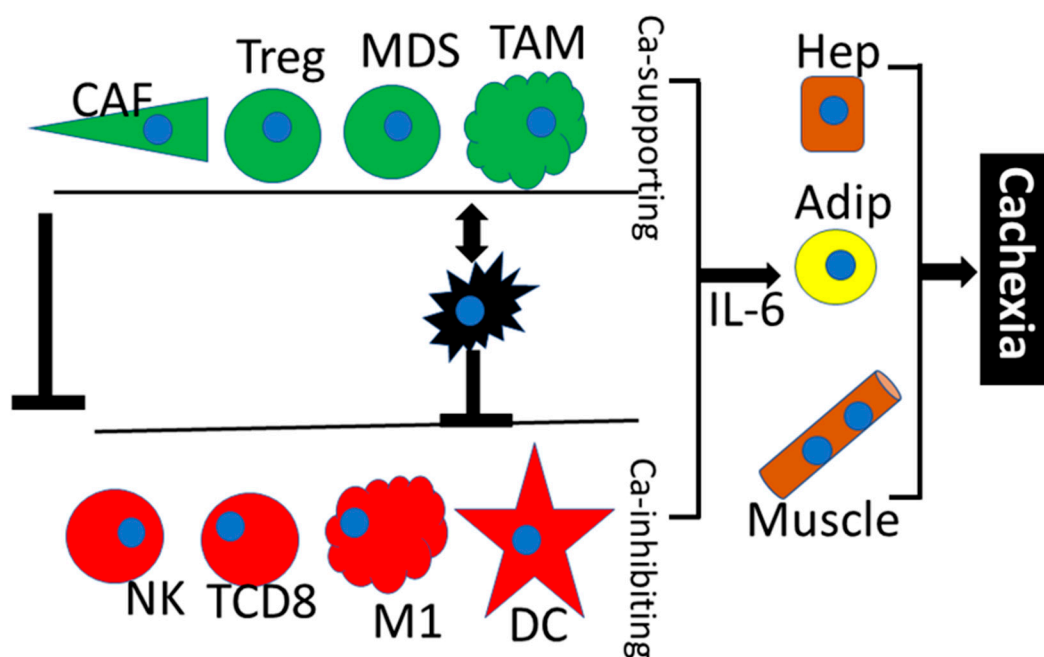 CAF
Treg
MDS
TAM
Ca-supporting
Hep
Adip
IL-6
Cachexia
Muscle
Ca-inhibiting
NK
TCD8
M1
DC